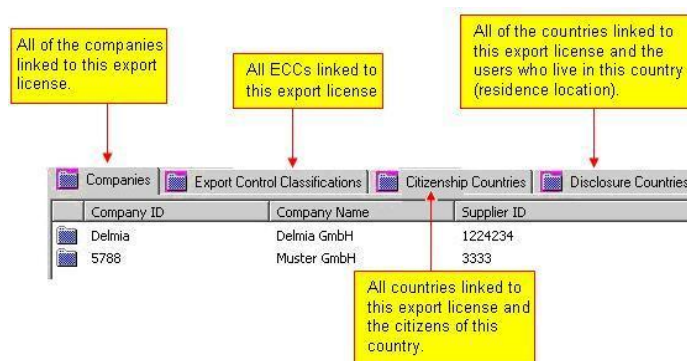 All of the companies
linked to this export
license.
All ECCs linked to
this export license
All of the countries linked to
this export license and the
users who live in this country
(residence location).
Companies Export Control Classifications Citizenship Countries Disclosure Countries
Company ID Company Name Supplier ID
Delmia Delmia GmbH 1224234
5788 Muster GmbH 3333
All countries linked to
this export license and
the citizens of this
country.